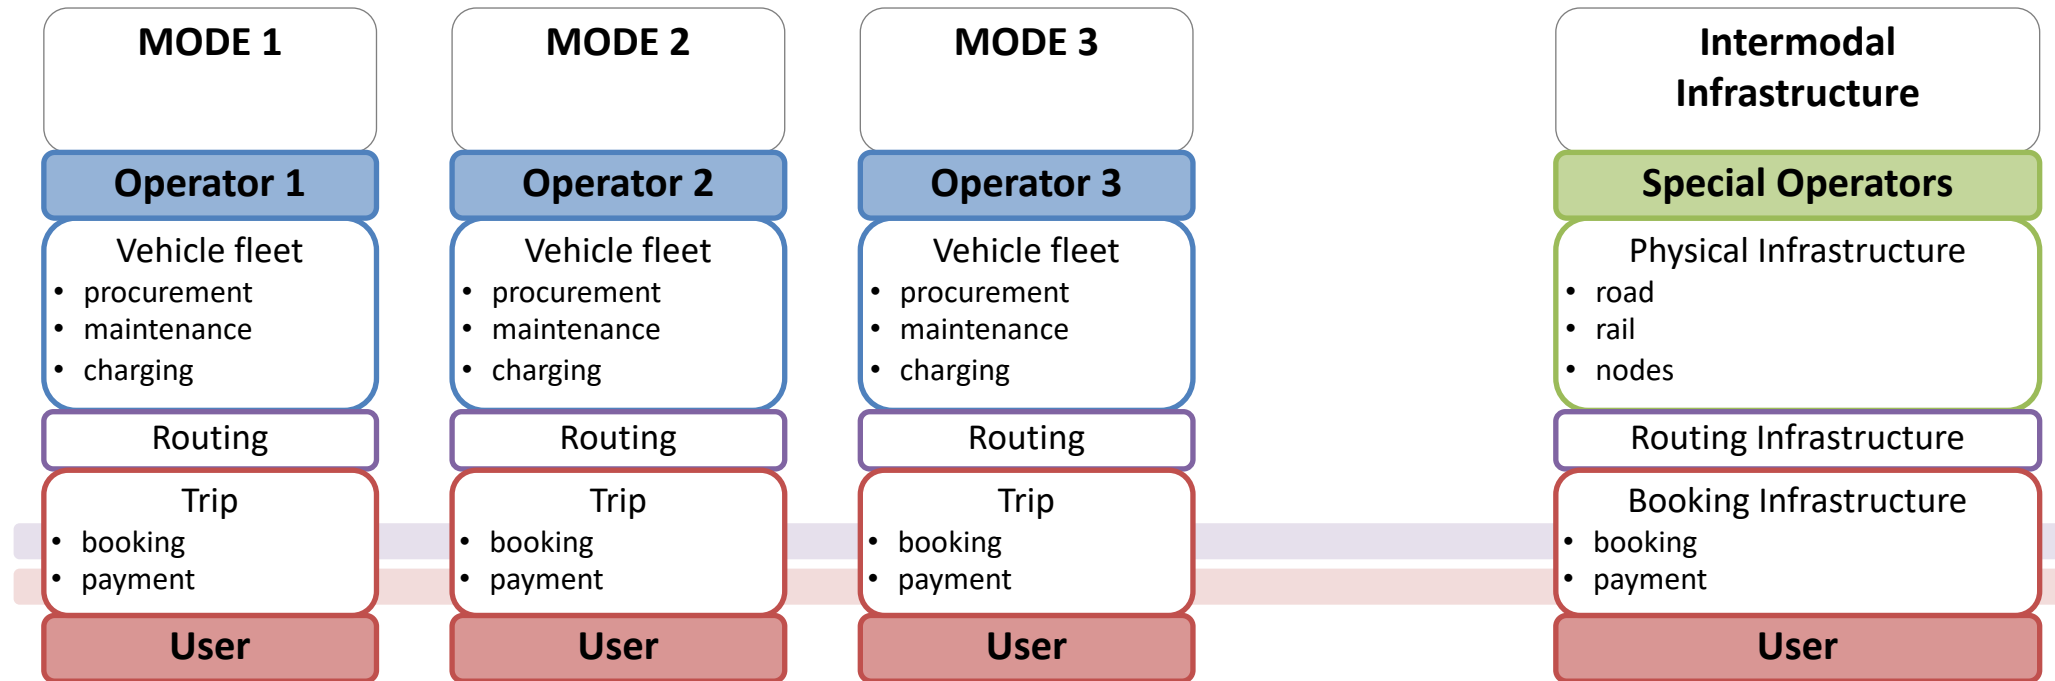 MODE 1
Operator 1
Vehicle fleet
• procurement
• maintenance
• charging
Routing
Trip
• booking
• payment
User
MODE 2
Operator 2
Vehicle fleet
• procurement
• maintenance
• charging
Routing
Trip
• booking
• payment
User
MODE 3
Operator 3
Vehicle fleet
• procurement
• maintenance
• charging
Routing
Trip
• booking
• payment
User
Intermodal
Infrastructure
Special Operators
Physical Infrastructure
• road
• rail
• nodes
Routing Infrastructure
Booking Infrastructure
• booking
• payment
User